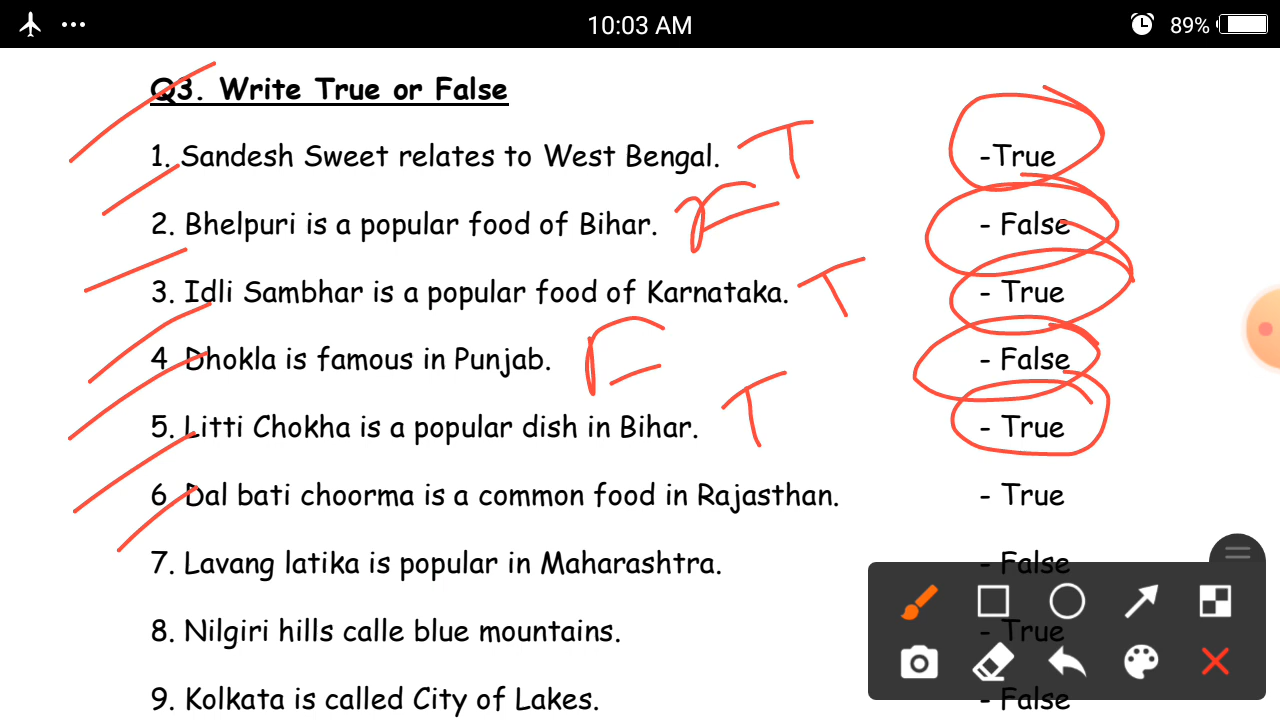 10:03 AM
89%
Q3. Write True or False
1. Sandesh Sweet relates to West Bengal. T -True
2. Bhelpuri is a popular food of Bihar. F - False
3. Idli Sambhar is a popular food of Karnataka. T - True
4 Dhokla is famous in Punjab. F - False
5. Litti Chokha is a popular dish in Bihar. T - True
6. Dal bati choorma is a common food in Rajasthan. - True
7. Lavang latika is popular in Maharashtra. - False
8. Nilgiri hills calle blue mountains. - True
9. Kolkata is called City of Lakes. - False